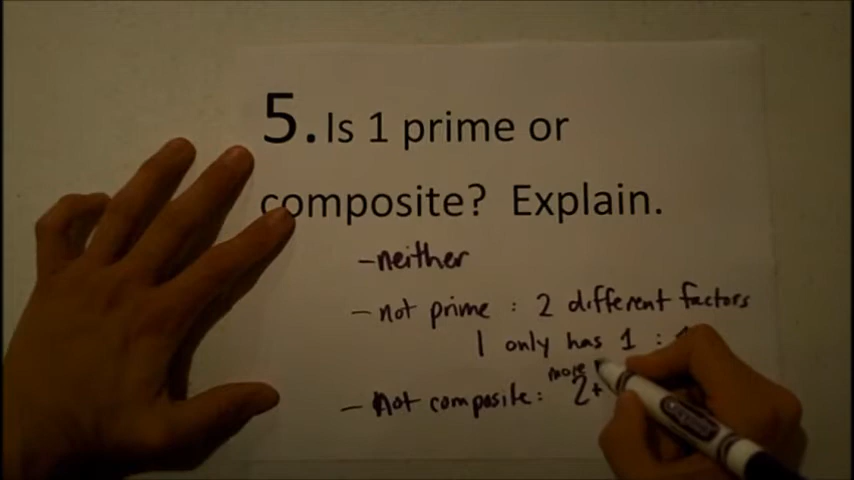 5. Is 1 prime or
composite? Explain.
-neither
- not prime : 2 different factors
1 only has 1 :
more
- not composite: 2+
Crayola